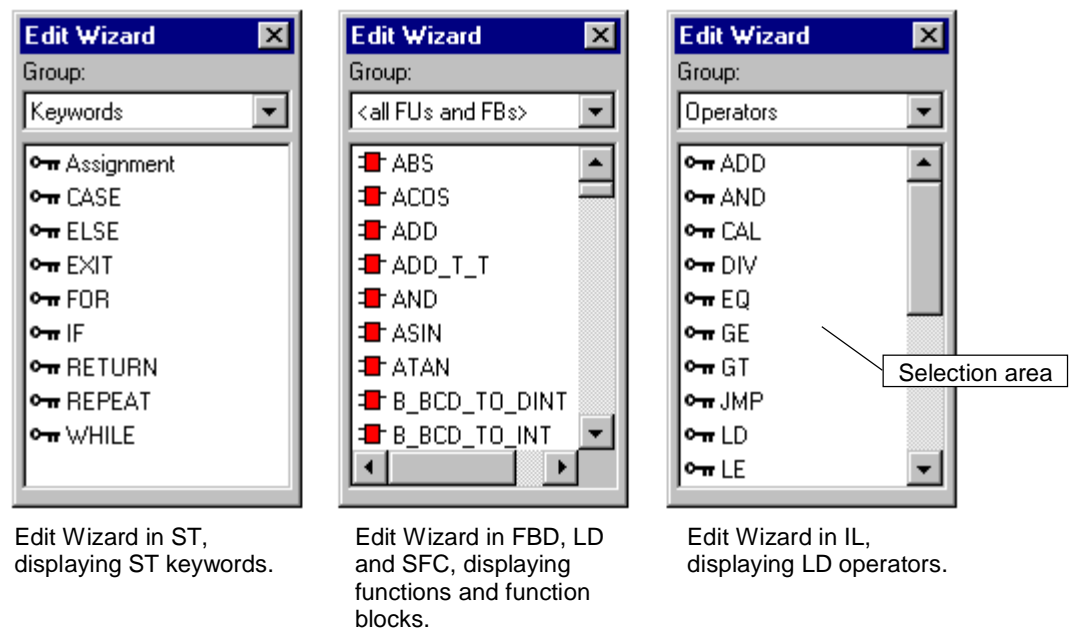 Edit Wizard
Group:
Keywords
Assignment
CASE
ELSE
EXIT
FOR
IF
RETURN
REPEAT
WHILE
Edit Wizard in ST,
displaying ST keywords.
Edit Wizard
Group:
<all FUs and FBs>
ABS
ACOS
ADD
ADD_T_T
AND
ASIN
ATAN
B_BCD_TO_DINT
B_BCD_TO_INT
Edit Wizard in FBD, LD
and SFC, displaying
functions and function
blocks.
Edit Wizard
Group:
Operators
ADD
AND
CAL
DIV
EQ
GE
GT
JMP
LD
LE
Selection area
Edit Wizard in IL,
displaying LD operators.